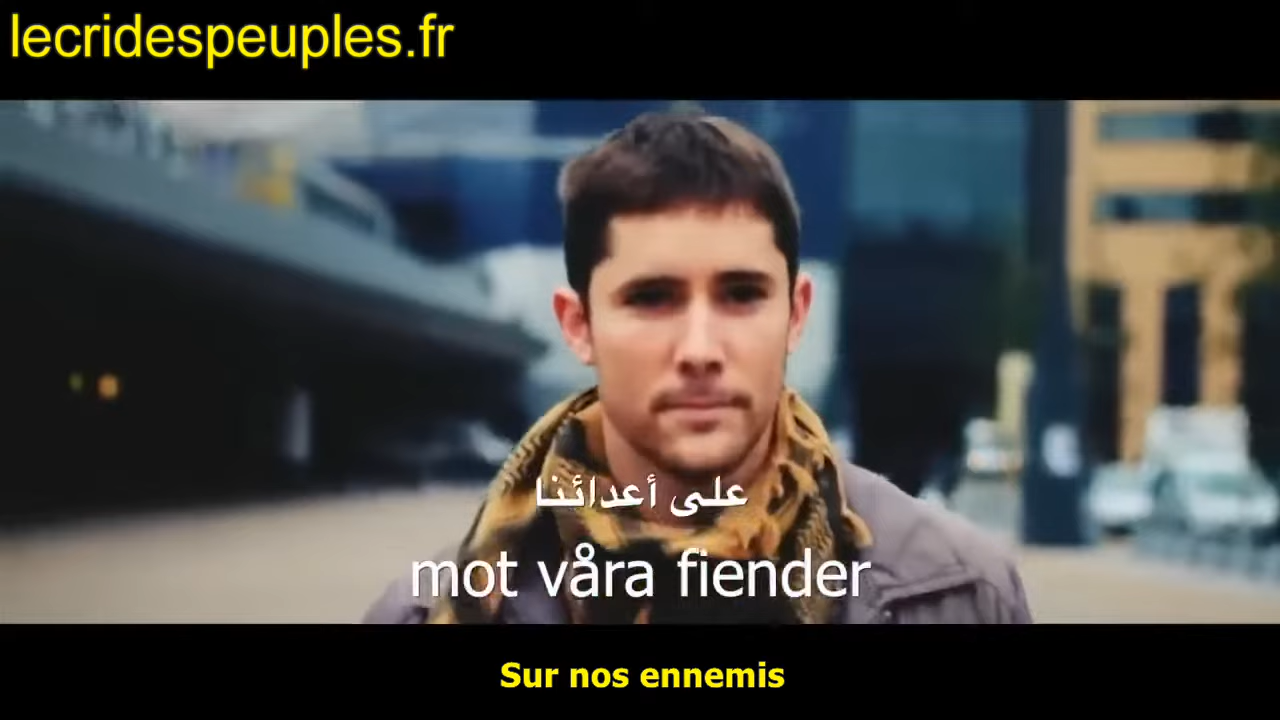 lecridespeuples.fr
على أعدائنا
mot våra fiender
Sur nos ennemis